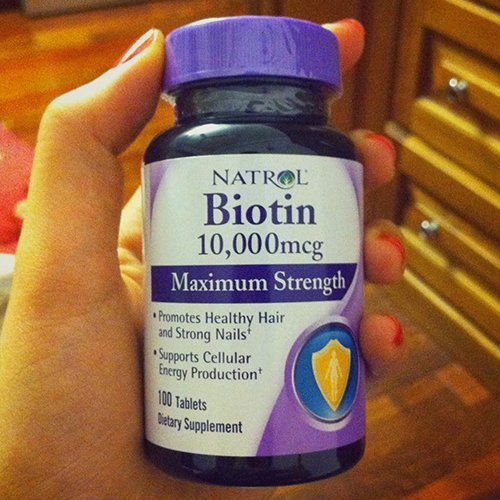 NATROL
Biotin
10,000mcg
Maximum Strength
• Promotes Healthy Hair
and Strong Nails†
• Supports Cellular
Energy Production†
100 Tablets
Dietary Supplement